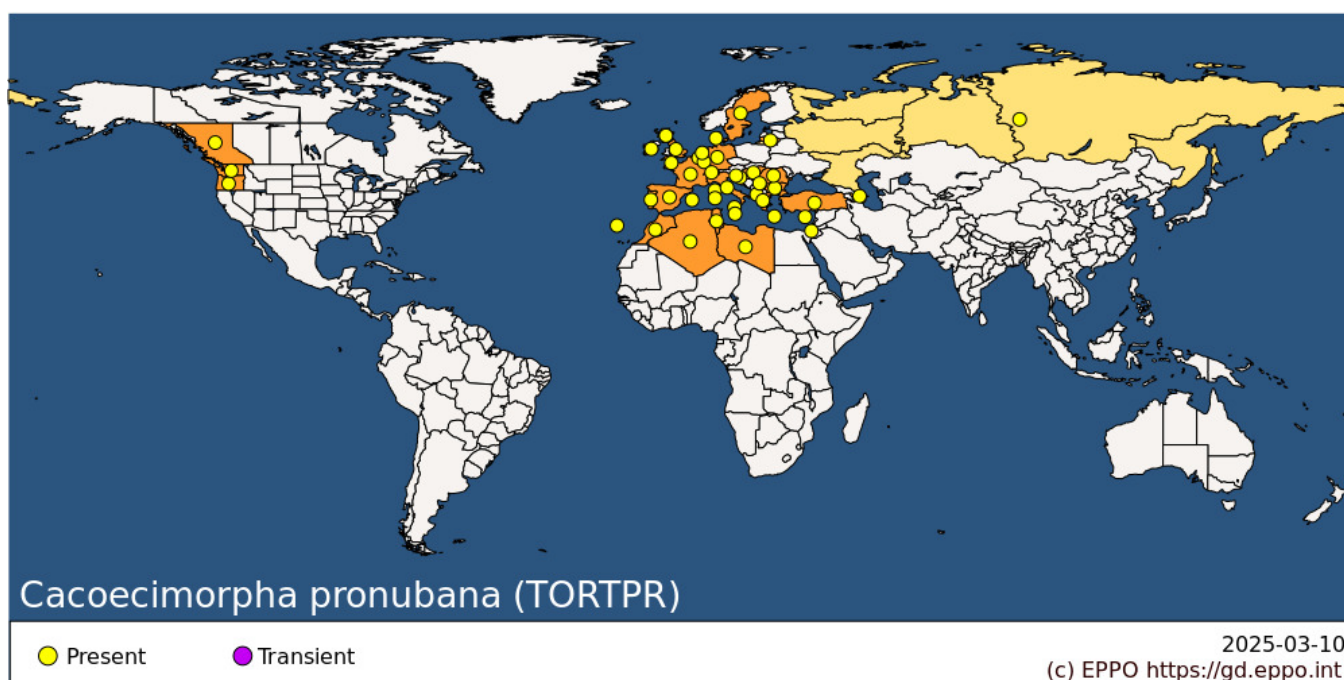 Cacoecimorpha pronubana (TORTPR)
Present
Transient
2025-03-10
(c) EPPO https://gd.eppo.int